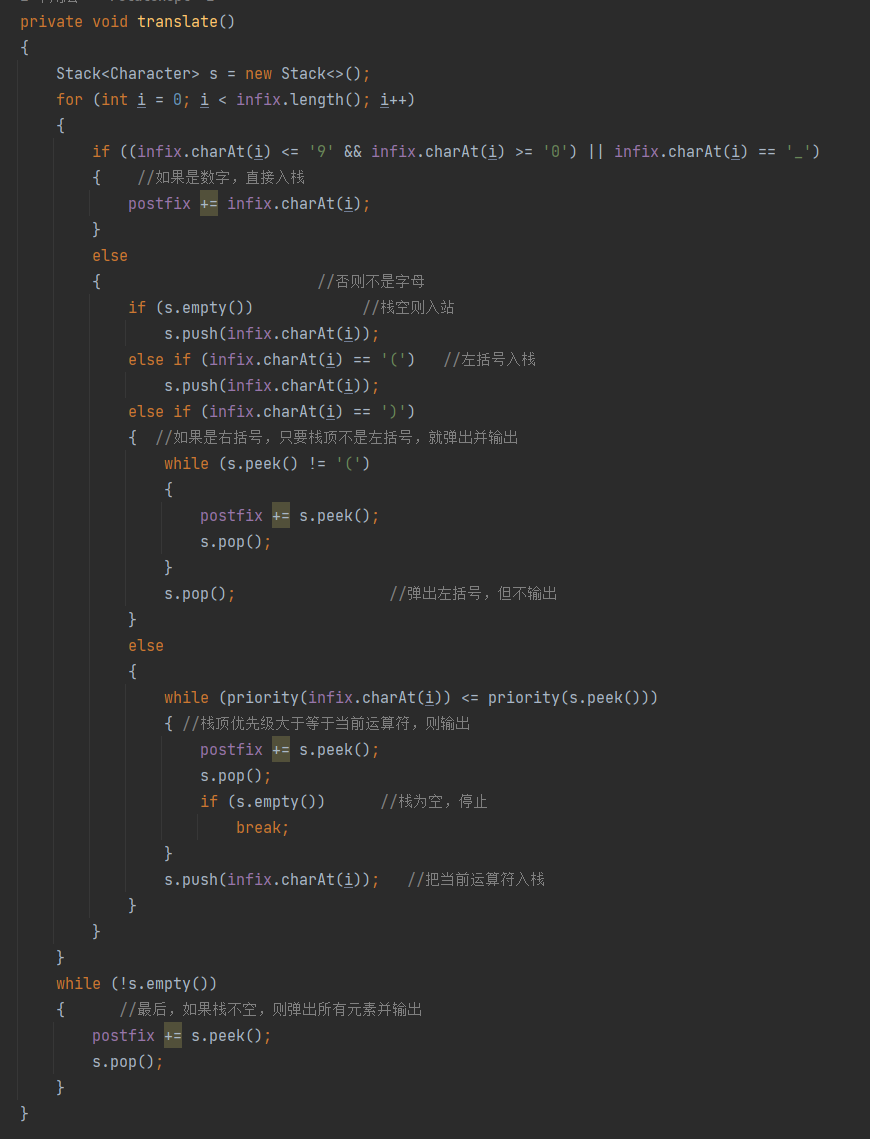 private void translate()
{
    Stack<Character> s = new Stack<>();
    for (int i = 0; i < infix.length(); i++)
    {
        if ((infix.charAt(i) <= '9' && infix.charAt(i) >= '0') || infix.charAt(i) == '_')
        {    //如果是数字，直接入栈
            postfix += infix.charAt(i);
        }
        else
        {                        //否则不是字母
            if (s.empty())            //栈空则入站
                s.push(infix.charAt(i));
            else if (infix.charAt(i) == '(')   //左括号入栈
                s.push(infix.charAt(i));
            else if (infix.charAt(i) == ')')
            {  //如果是右括号，只要栈顶不是左括号，就弹出并输出
                while (s.peek() != '(')
                {
                    postfix += s.peek();
                    s.pop();
                }
                s.pop();                 //弹出左括号，但不输出
            }
            else
            {
                while (priority(infix.charAt(i)) <= priority(s.peek()))
                { //栈顶优先级大于等于当前运算符，则输出
                    postfix += s.peek();
                    s.pop();
                    if (s.empty())      //栈为空，停止
                        break;
                }
                s.push(infix.charAt(i));   //把当前运算符入栈
            }
        }
    }
    while (!s.empty())
    {      //最后，如果栈不空，则弹出所有元素并输出
        postfix += s.peek();
        s.pop();
    }
}